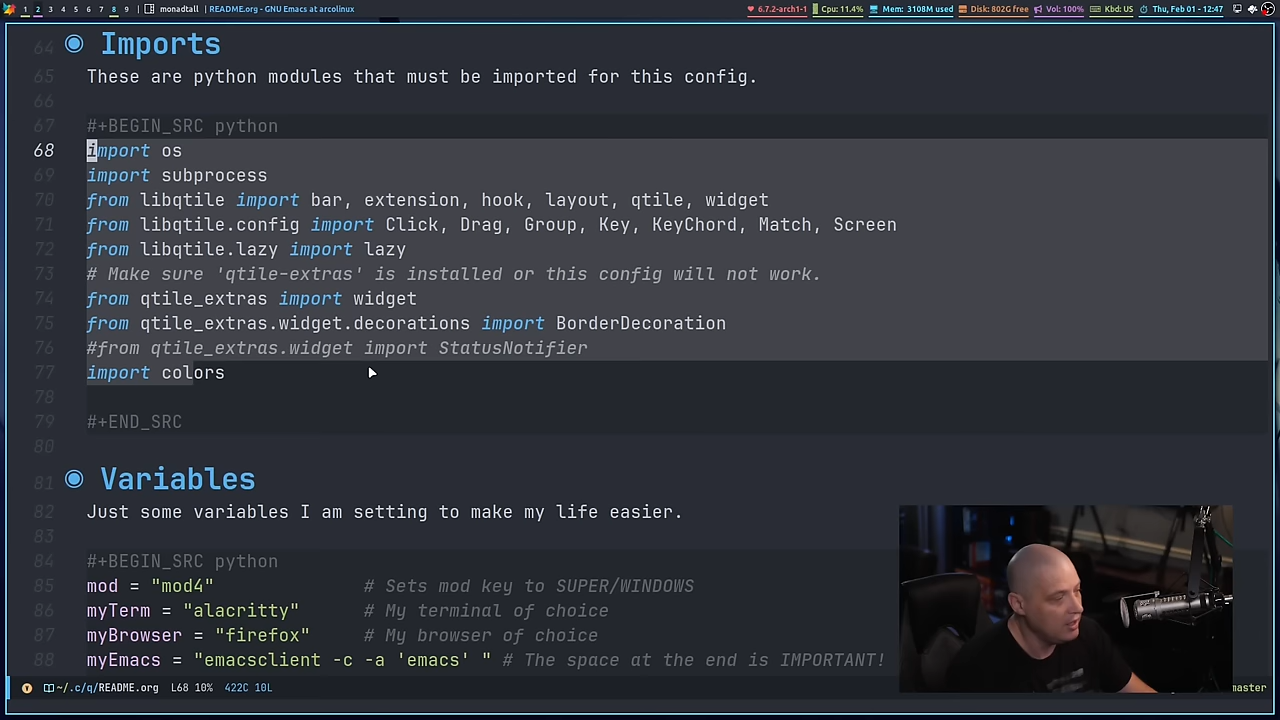 1 2 3 4 5 6 7 8 9 | monadtall | README.org - GNU Emacs at arcolinux
6.7.2-arch1-1 Cpu: 11.4% Mem: 3108M used Disk: 802G free Vol: 100% Kbd: US Thu, Feb 01 - 12:47
64 Imports
65 These are python modules that must be imported for this config.
66
67 #+BEGIN_SRC python
68 import os
69 import subprocess
70 from libqtile import bar, extension, hook, layout, qtile, widget
71 from libqtile.config import Click, Drag, Group, Key, KeyChord, Match, Screen
72 from libqtile.lazy import lazy
73 # Make sure 'qtile-extras' is installed or this config will not work.
74 from qtile_extras import widget
75 from qtile_extras.widget.decorations import BorderDecoration
76 #from qtile_extras.widget import StatusNotifier
77 import colors
78
79 #+END_SRC
80
81 Variables
82 Just some variables I am setting to make my life easier.
83
84 #+BEGIN_SRC python
85 mod = "mod4" # Sets mod key to SUPER/WINDOWS
86 myTerm = "alacritty" # My terminal of choice
87 myBrowser = "firefox" # My browser of choice
88 myEmacs = "emacsclient -c -a 'emacs' " # The space at the end is IMPORTANT!
~/.c/q/README.org L68 10% 422C 10L master